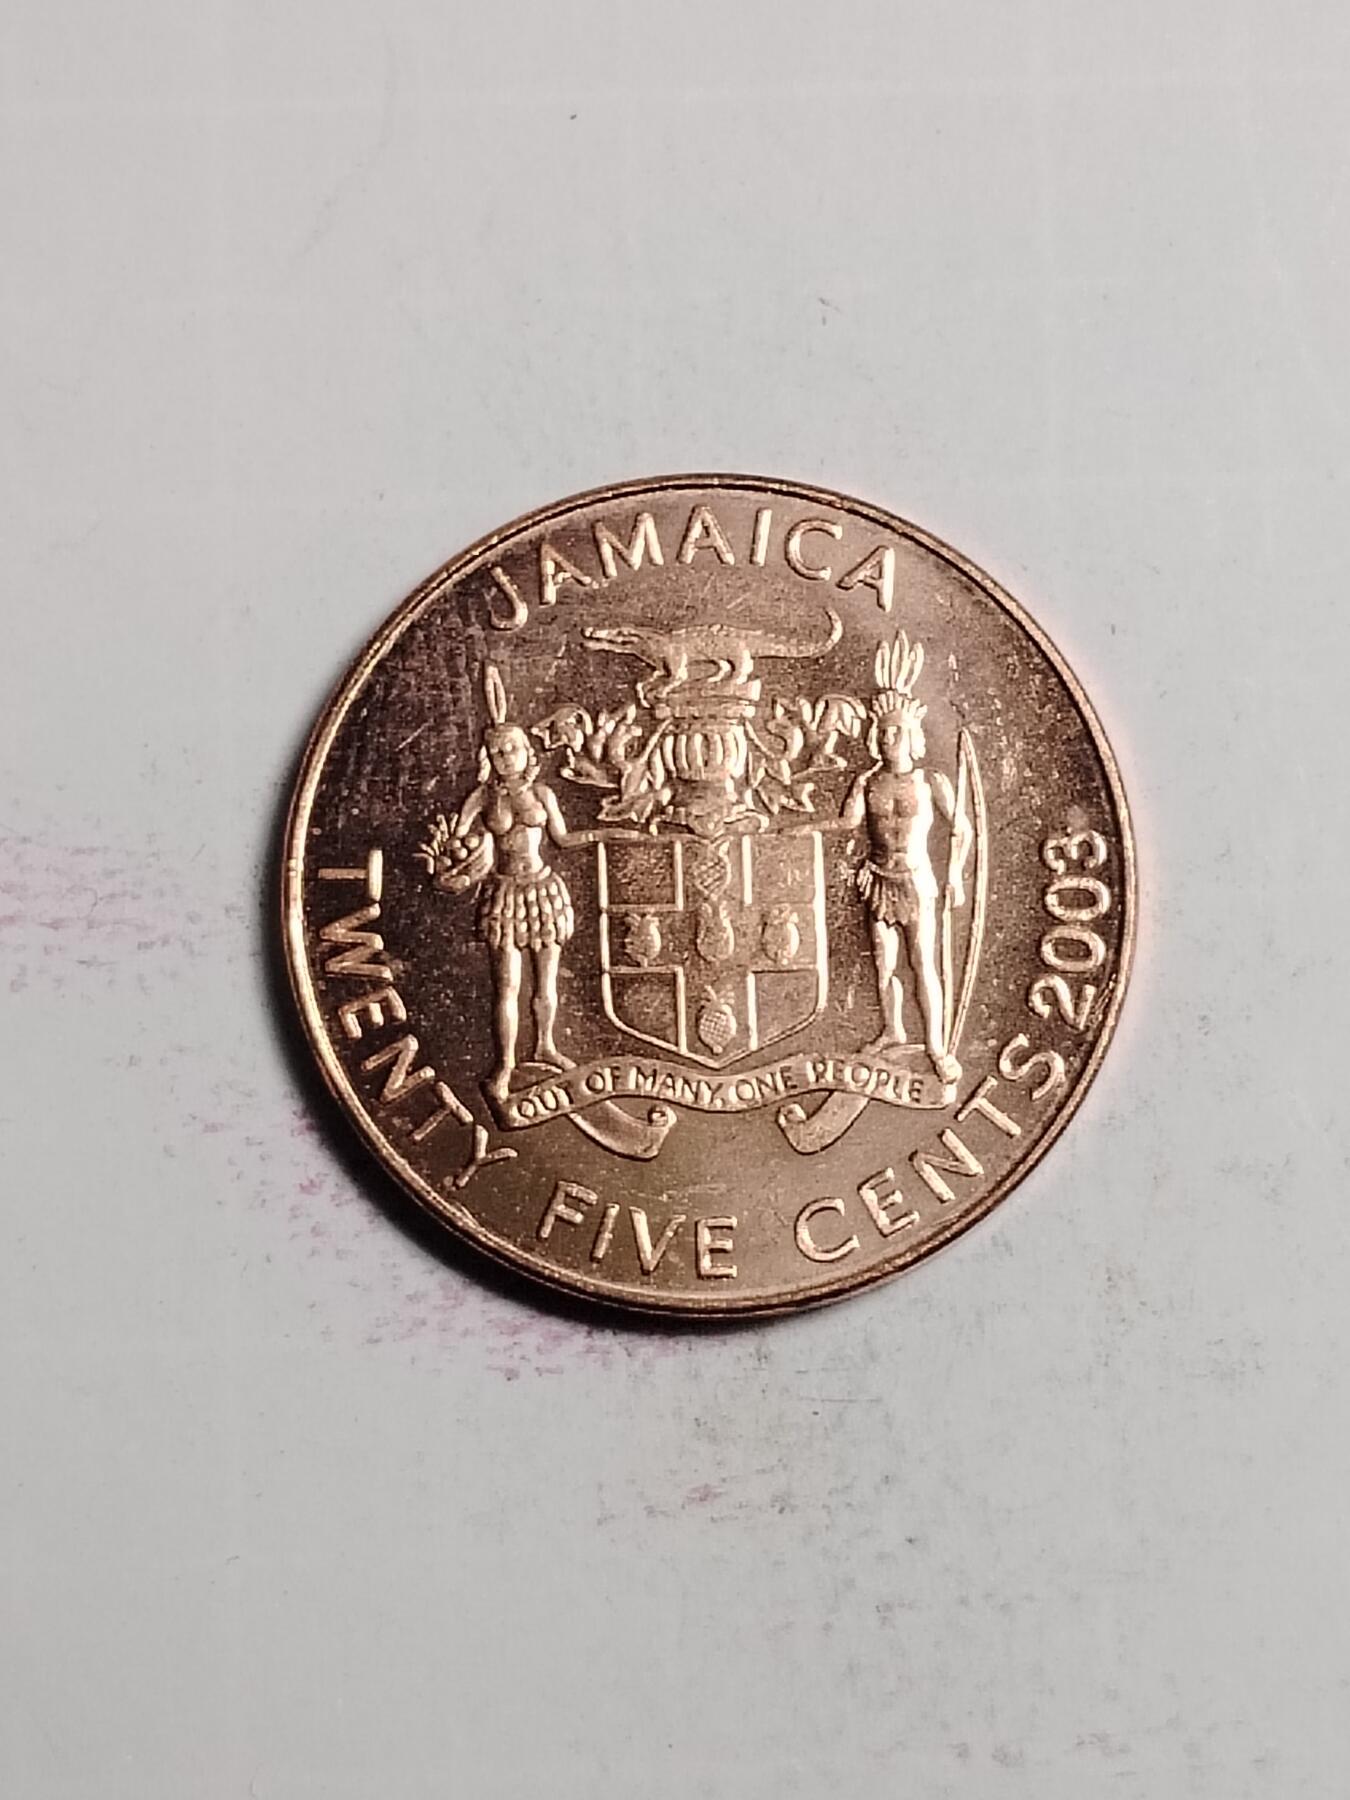 JAMAICA
OUT OF MANY, ONE PEOPLE
TWENTY FIVE CENTS 2003